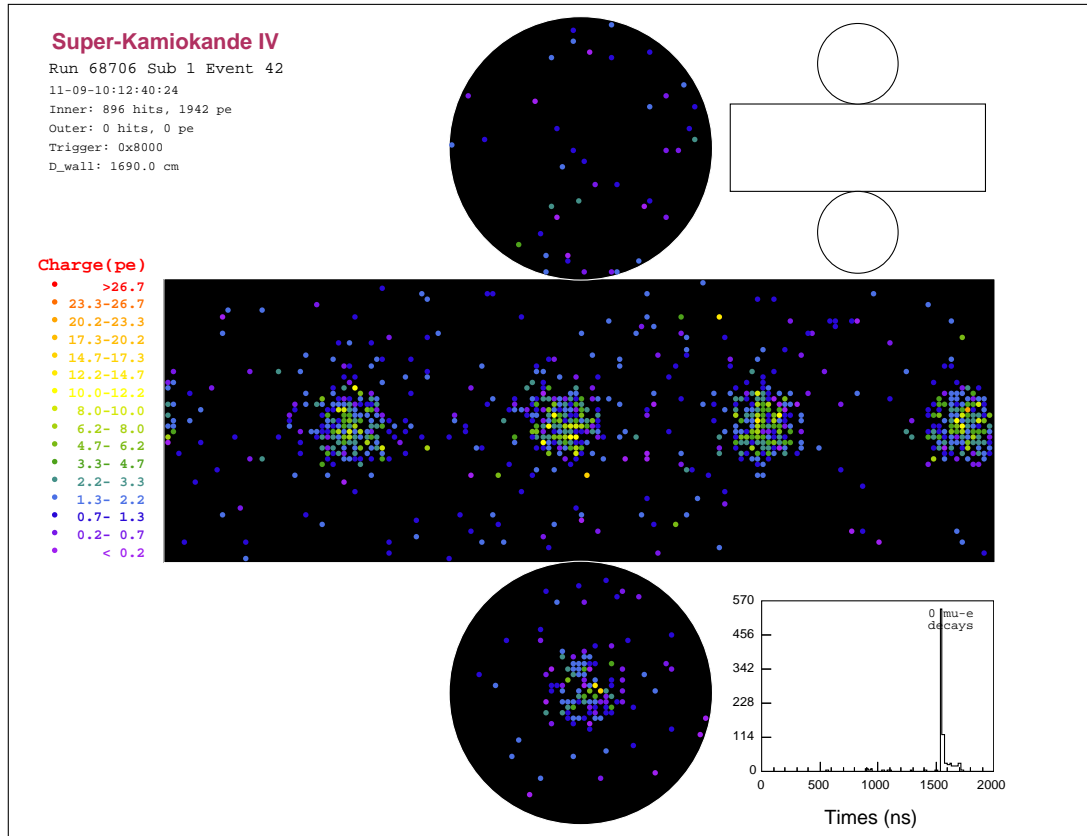 Super-Kamiokande IV
Run 68706 Sub 1 Event 42
11-09-10:12:40:24
Inner: 896 hits, 1942 pe
Outer: 0 hits, 0 pe
Trigger: 0x8000
D_wall: 1690.0 cm
Charge(pe)
>26.7
23.3-26.7
20.2-23.3
17.3-20.2
14.7-17.3
12.2-14.7
10.0-12.2
8.0-10.0
6.2- 8.0
4.7- 6.2
3.3- 4.7
2.2- 3.3
1.3- 2.2
0.7- 1.3
0.2- 0.7
< 0.2
0 mu-e
decays
570
456
342
228
114
0
0 500 1000 1500 2000
Times (ns)